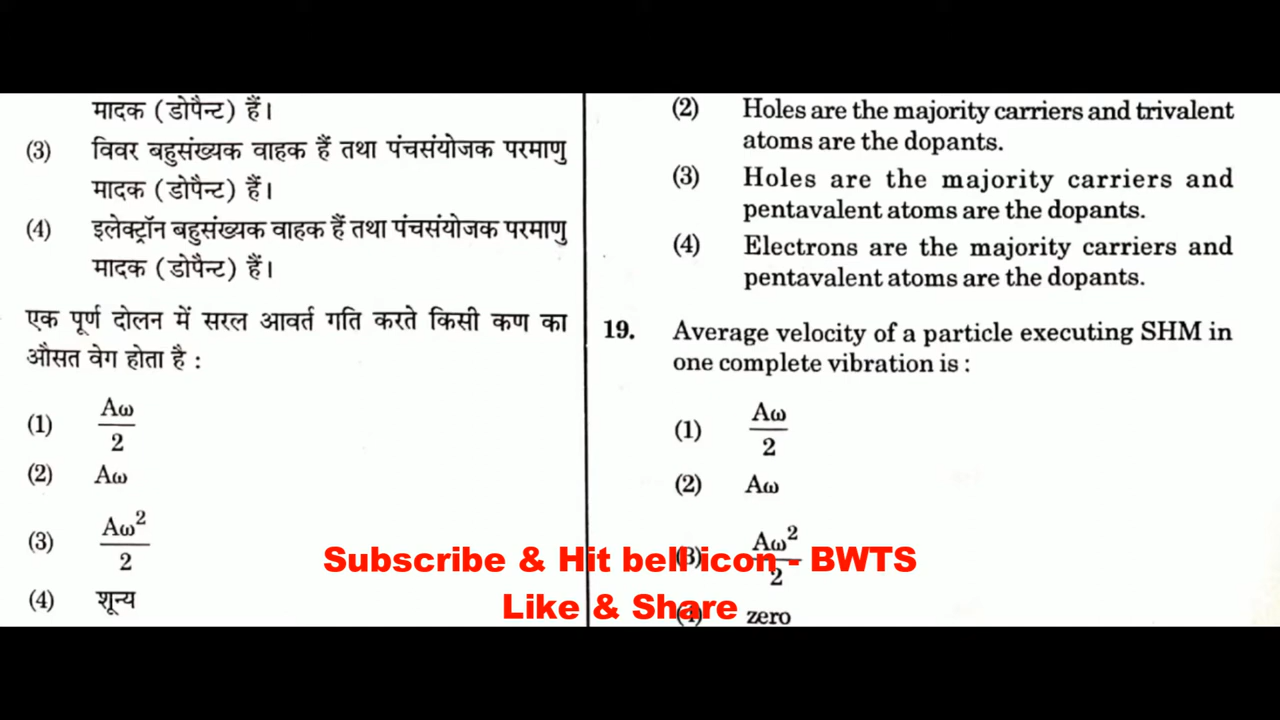 मादक (डोपैन्ट) हैं।
(3) विवर बहुसंख्यक वाहक हैं तथा पंचसंयोजक परमाणु
मादक (डोपैन्ट) हैं।
(4) इलेक्ट्रॉन बहुसंख्यक वाहक हैं तथा पंचसंयोजक परमाणु
मादक (डोपैन्ट) हैं।
एक पूर्ण दोलन में सरल आवर्त गति करते किसी कण का
औसत वेग होता है :
(1) Aω/2
(2) Aω
(3) Aω²/2
(4) शून्य
(2) Holes are the majority carriers and trivalent
atoms are the dopants.
(3) Holes are the majority carriers and
pentavalent atoms are the dopants.
(4) Electrons are the majority carriers and
pentavalent atoms are the dopants.
19. Average velocity of a particle executing SHM in
one complete vibration is :
(1) Aω/2
(2) Aω
(3) Aω²/2
(4) zero
Subscribe & Hit bell icon - BWTS
Like & Share